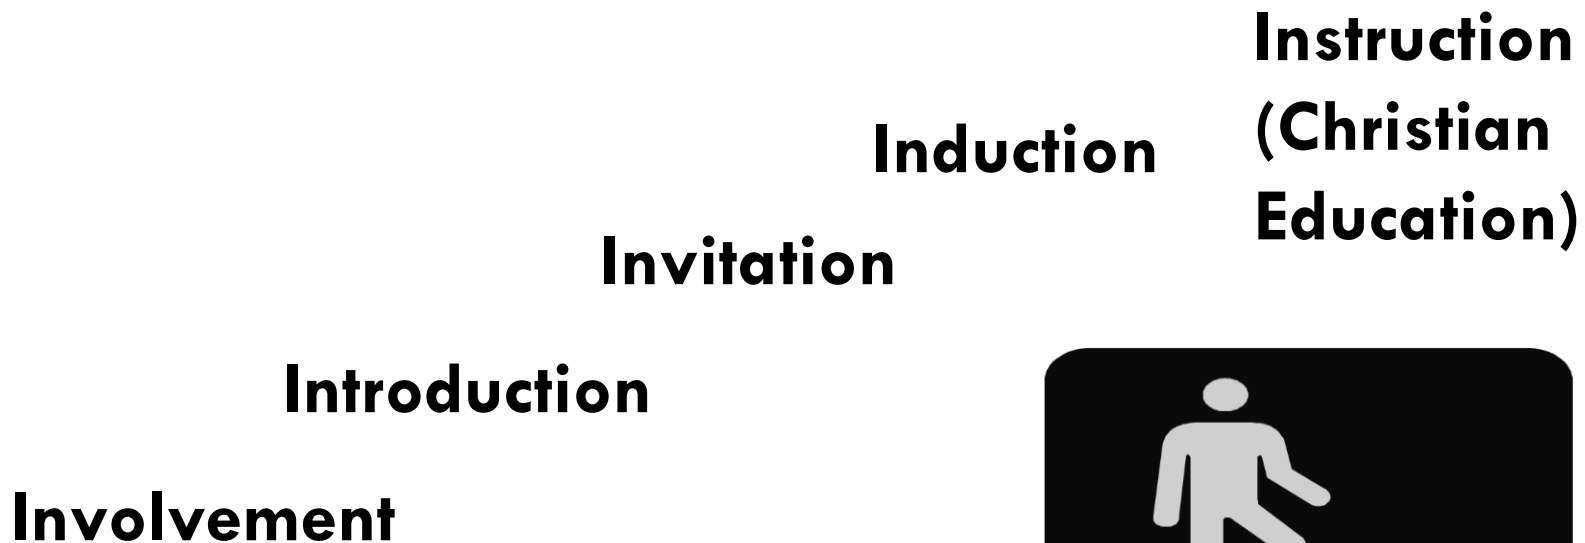 Instruction
(Christian
Education)
Induction
Invitation
Introduction
Involvement